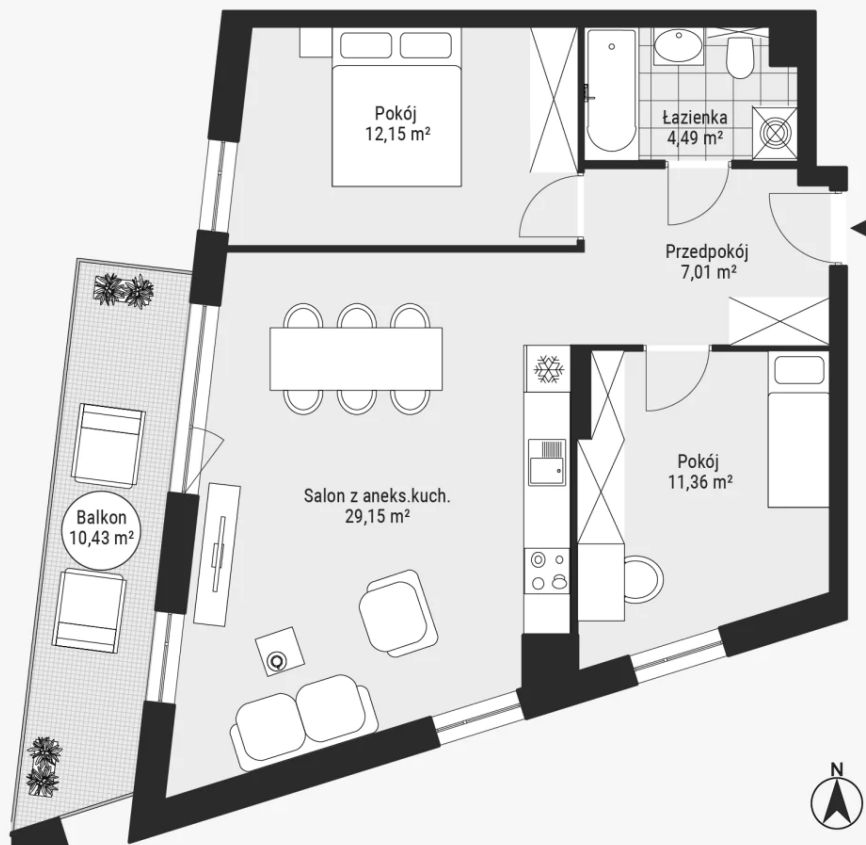 Pokój
12,15 m²
Łazienka
4,49 m²
Przedpokój
7,01 m²
Pokój
11,36 m²
Salon z aneks.kuch.
29,15 m²
Balkon
10,43 m²
N